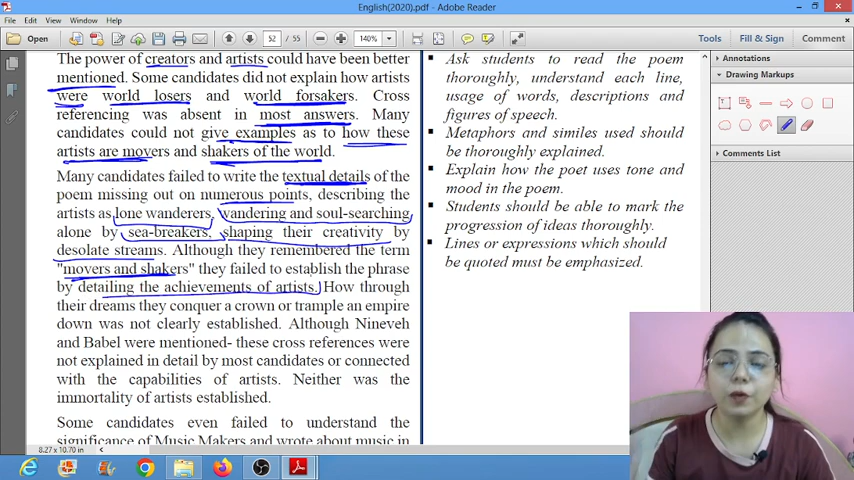 English(2020).pdf - Adobe Reader
File Edit View Window Help
Open
52 / 55
140%
Tools
Fill & Sign
Comment
The power of creators and artists could have been better
mentioned. Some candidates did not explain how artists
were world losers and world forsakers. Cross
referencing was absent in most answers. Many
candidates could not give examples as to how these
artists are movers and shakers of the world.
Many candidates failed to write the textual details of the
poem missing out on numerous points, describing the
artists as lone wanderers, wandering and soul-searching
alone by sea-breakers, shaping their creativity by
desolate streams. Although they remembered the term
"movers and shakers" they failed to establish the phrase
by detailing the achievements of artists. How through
their dreams they conquer a crown or trample an empire
down was not clearly established. Although Nineveh
and Babel were mentioned- these cross references were
not explained in detail by most candidates or connected
with the capabilities of artists. Neither was the
immortality of artists established.
Some candidates even failed to understand the
significance of Music Makers and wrote about music in
• Ask students to read the poem
thoroughly, understand each line,
usage of words, descriptions and
figures of speech.
• Metaphors and similes used should
be thoroughly explained.
• Explain how the poet uses tone and
mood in the poem.
• Students should be able to mark the
progression of ideas thoroughly.
• Lines or expressions which should
be quoted must be emphasized.
Annotations
Drawing Markups
Comments List
8.27 x 10.70 in